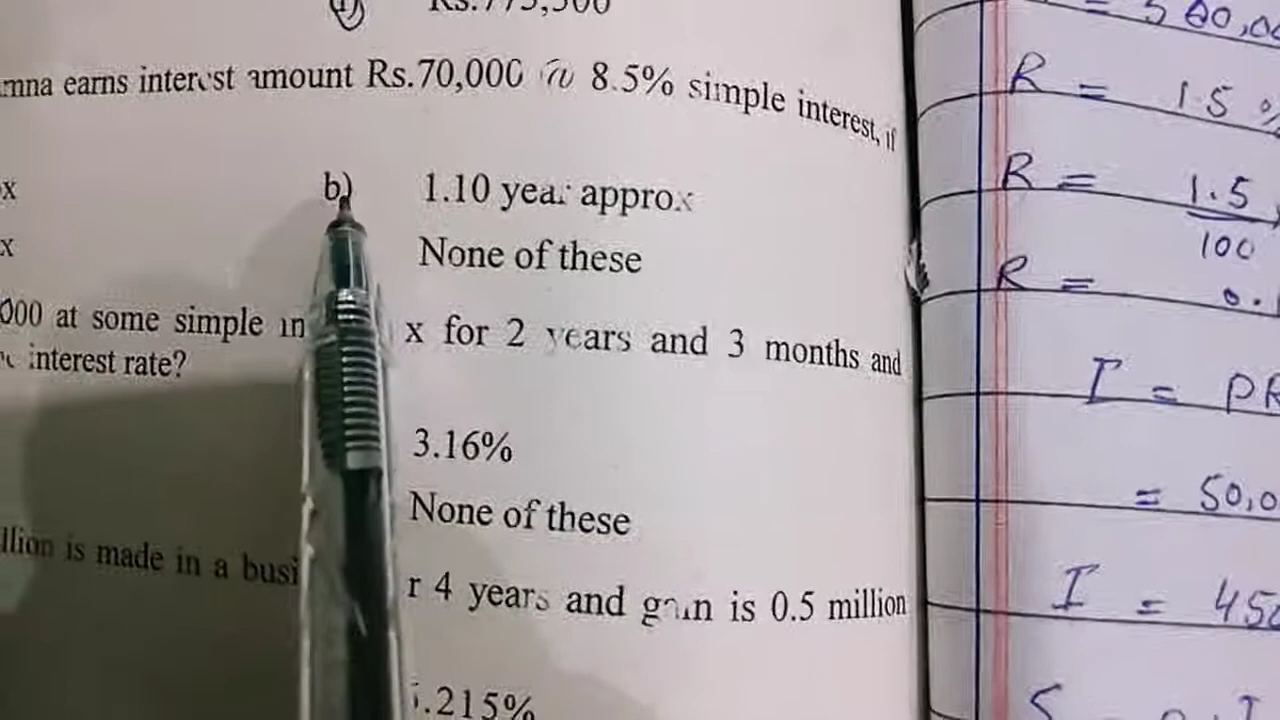 Rs.775,500
mna earns interest amount Rs.70,000 @ 8.5% simple interest, if
x
b) 1.10 year approx
x
None of these
000 at some simple in x for 2 years and 3 months and
interest rate?
3.16%
None of these
llion is made in a busi r 4 years and gain is 0.5 million
.215%
= 500,00
R = 1.5 %
R = 1.5
100
R = 0.
I = PR
= 50,0
I = 450